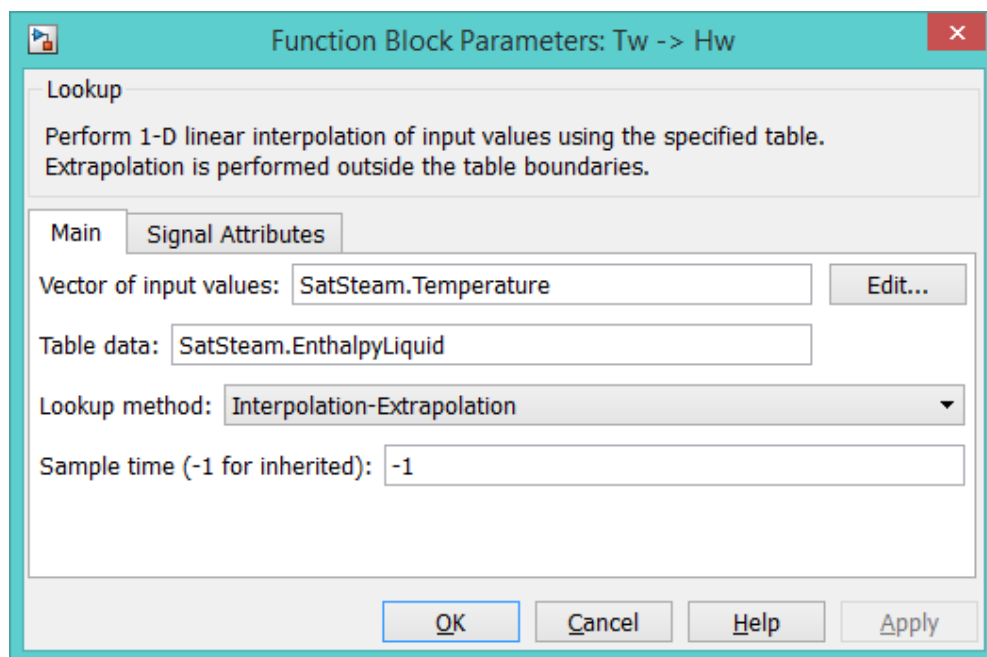 Function Block Parameters: Tw -> Hw
Lookup
Perform 1-D linear interpolation of input values using the specified table.
Extrapolation is performed outside the table boundaries.
Main Signal Attributes
Vector of input values: SatSteam.Temperature Edit...
Table data: SatSteam.EnthalpyLiquid
Lookup method: Interpolation-Extrapolation
Sample time (-1 for inherited): -1
OK Cancel Help Apply